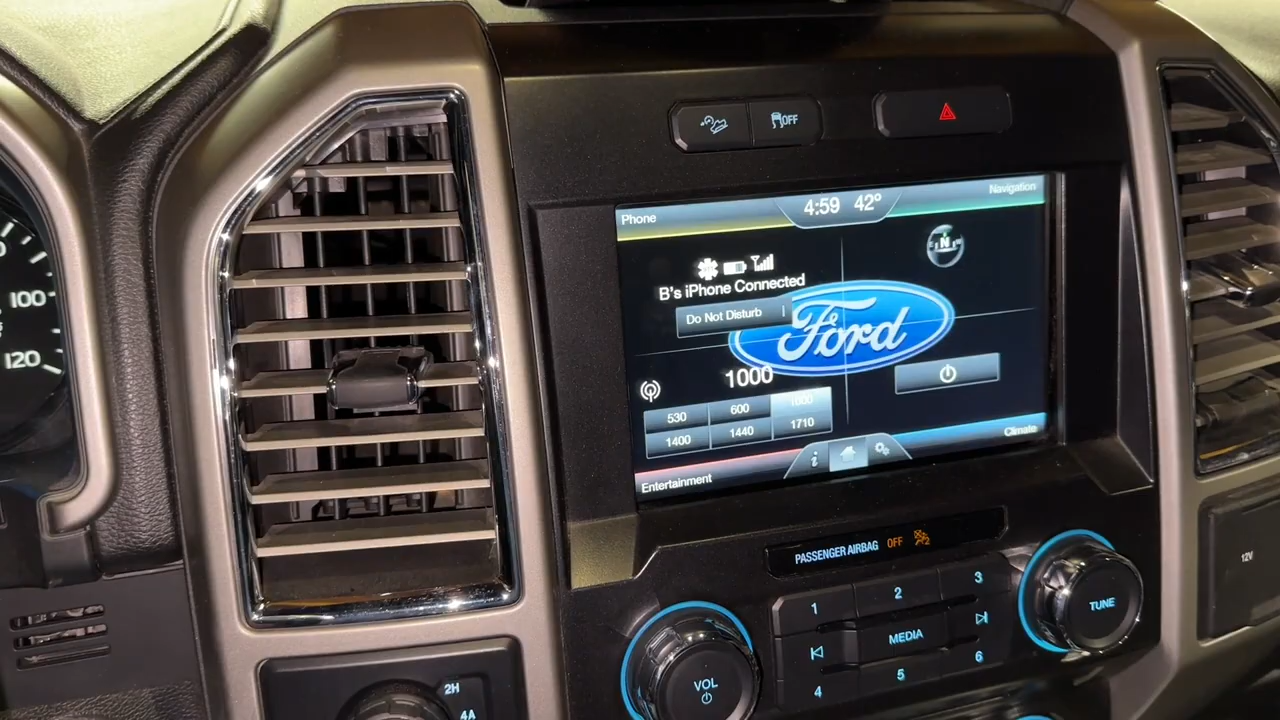 OFF
Phone
4:59 42°
Navigation
N
B's iPhone Connected
Do Not Disturb
Ford
1000
530 600 1000
1400 1440 1710
Climate
i
Entertainment
100
120
PASSENGER AIRBAG OFF
1 2 3
MEDIA
4 5 6
VOL
TUNE
12V
2H
4A